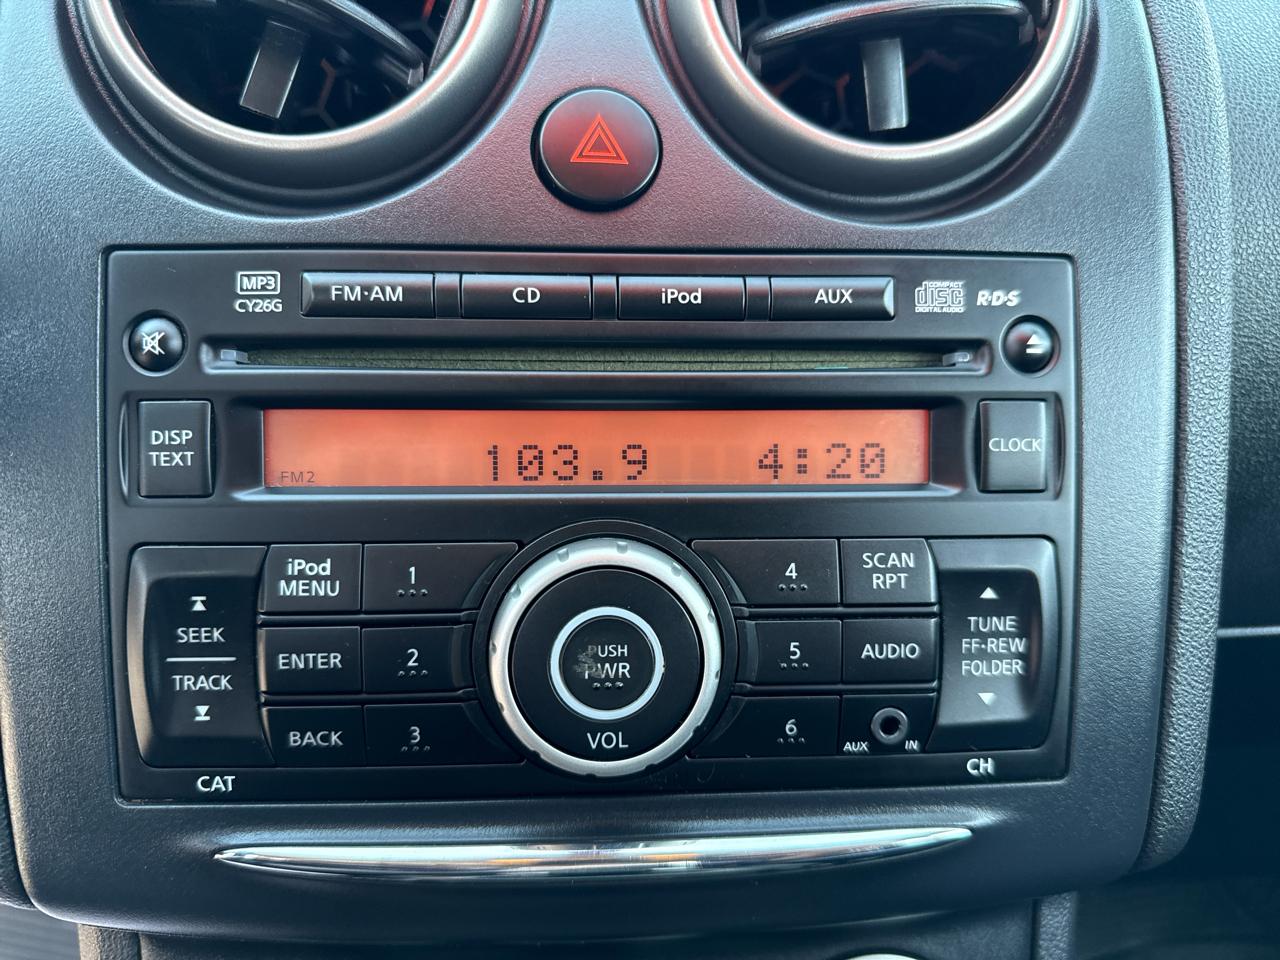 MP3
CY26G
FM·AM
CD
iPod
AUX
COMPACT
disc
DIGITAL AUDIO
R·D·S
DISP
TEXT
FM2
103.9
4:20
CLOCK
SEEK
TRACK
CAT
iPod
MENU
ENTER
BACK
1
2
3
PUSH
PWR
VOL
4
5
6
SCAN
RPT
AUDIO
AUX
IN
TUNE
FF·REW
FOLDER
CH